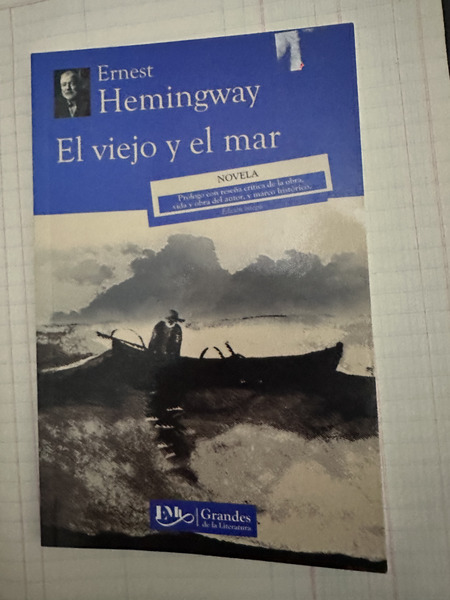 Ernest
Hemingway
El viejo y el mar
NOVELA
Prólogo con reseña crítica de la obra,
vida y obra del autor, y marco histórico.
EMU
Grandes
de la Literatura